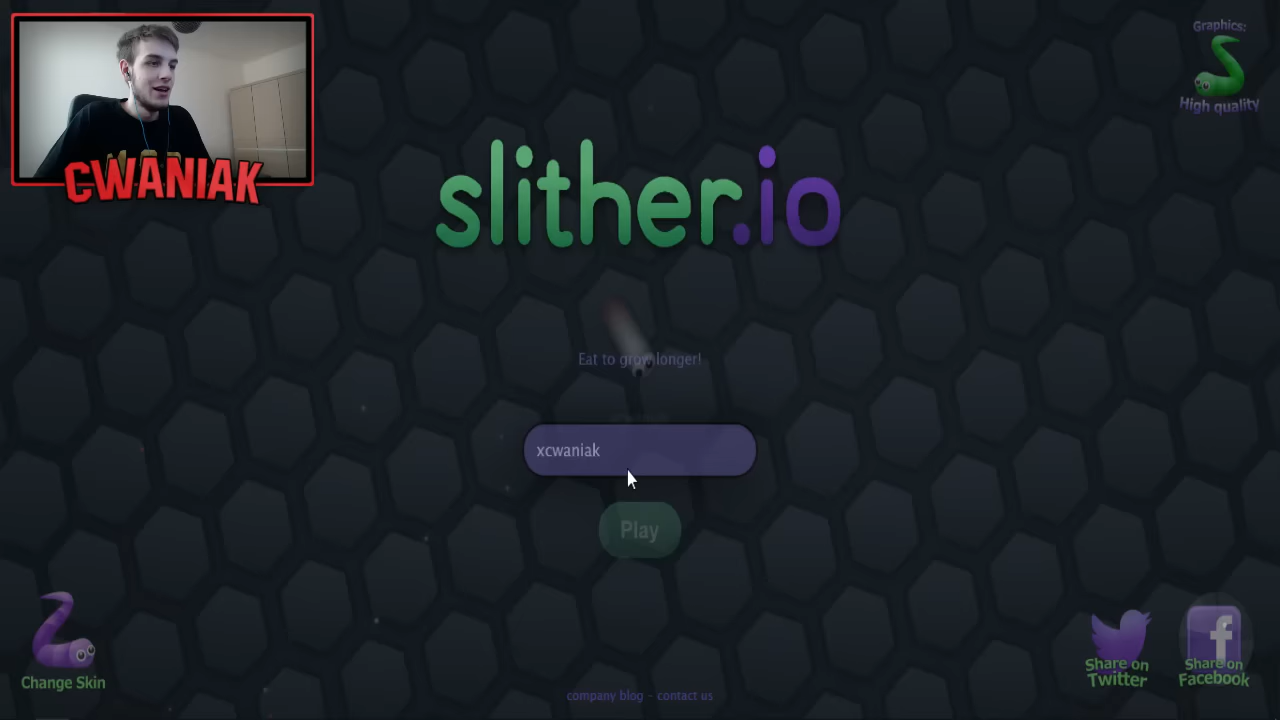 Graphics:
High quality
CWANIAK
slither.io
Eat to grow longer!
xcwaniak
Play
Change Skin
Share on
Twitter
Share on
Facebook
company blog - contact us